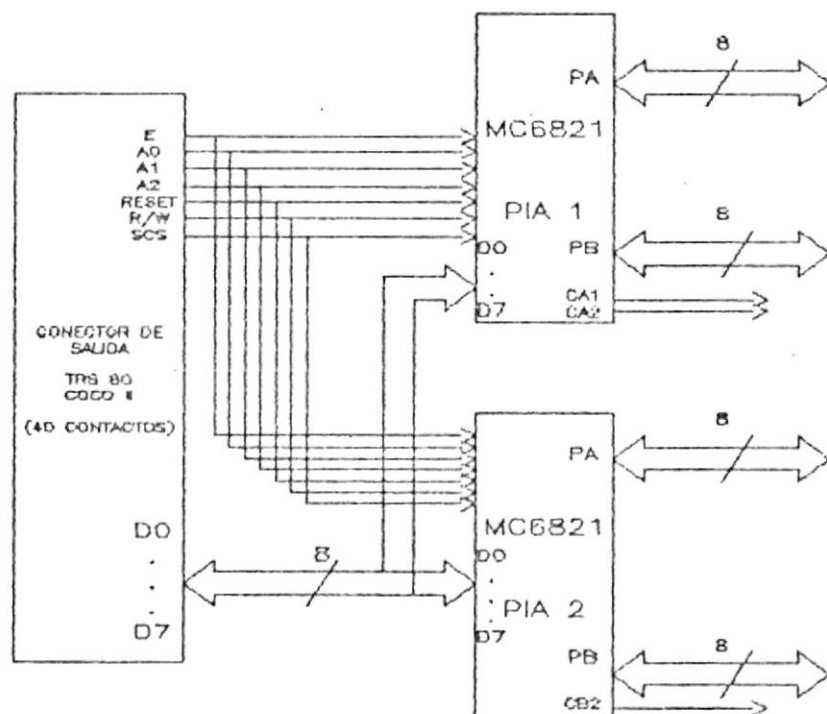 E
A0
A1
A2
RESET
R/W
SCS
CONECTOR DE
SALIDA
TRS 80
COCO II
(40 CONTACTOS)
D0
.
.
.
D7
8
PA
MC6821
PIA 1
D0
.
.
D7
PB
CA1
CA2
8
8
PA
MC6821
D0
.
.
.
D7
PIA 2
PB
CB2
8
8